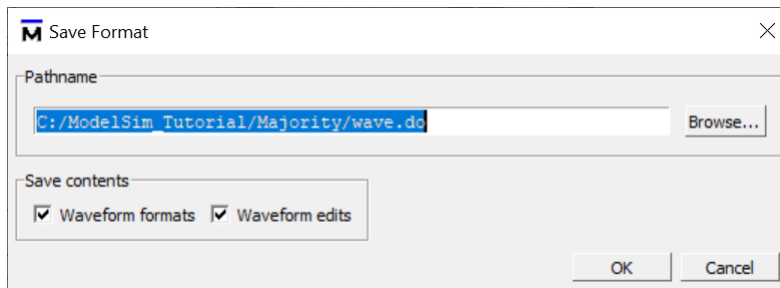 Save Format
Pathname
C:/ModelSim_Tutorial/Majority/wave.do
Browse...
Save contents
Waveform formats Waveform edits
OK Cancel